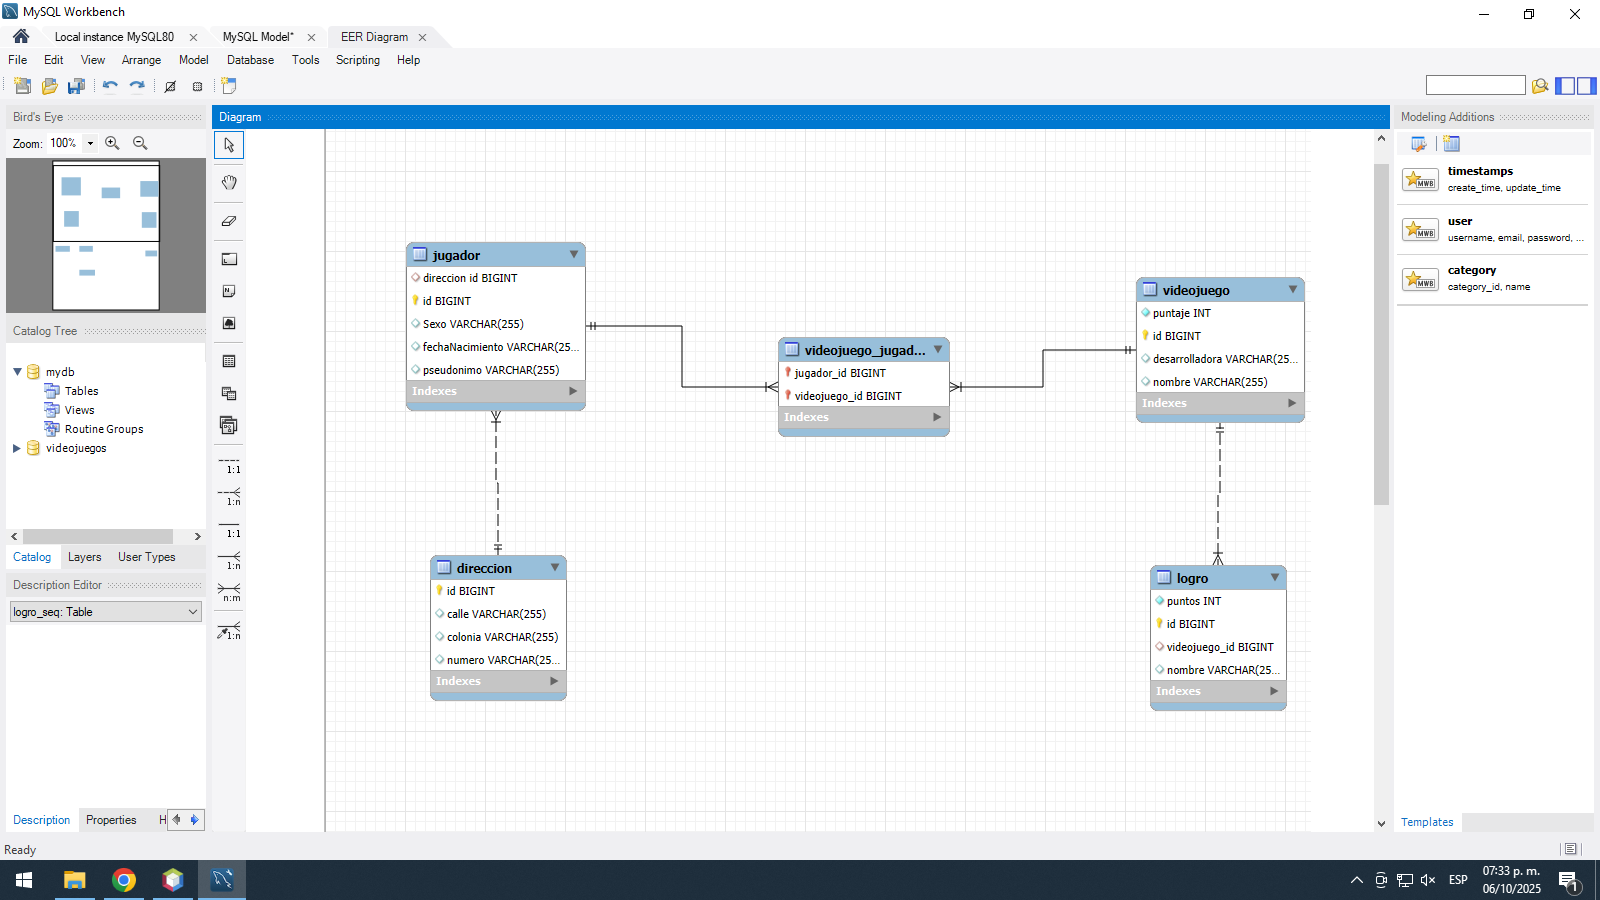 MySQL Workbench
Local instance MySQL80
MySQL Model*
EER Diagram
File Edit View Arrange Model Database Tools Scripting Help
Bird's Eye
Zoom: 100%
Catalog Tree
mydb
Tables
Views
Routine Groups
videojuegos
Catalog Layers User Types
Description Editor
logro_seq: Table
Description Properties H
Ready
Diagram
1:1
1:n
1:1
1:n
n:m
1:n
jugador
direccion id BIGINT
id BIGINT
Sexo VARCHAR(255)
fechaNacimiento VARCHAR(25...
pseudonimo VARCHAR(255)
Indexes
videojuego_jugad...
jugador_id BIGINT
videojuego_id BIGINT
Indexes
videojuego
puntaje INT
id BIGINT
desarrolladora VARCHAR(25...
nombre VARCHAR(255)
Indexes
direccion
id BIGINT
calle VARCHAR(255)
colonia VARCHAR(255)
numero VARCHAR(25...
Indexes
logro
puntos INT
id BIGINT
videojuego_id BIGINT
nombre VARCHAR(25...
Indexes
Modeling Additions
MWB
timestamps
create_time, update_time
MWB
user
username, email, password, ...
MWB
category
category_id, name
Templates
ESP
07:33 p. m.
06/10/2025
1